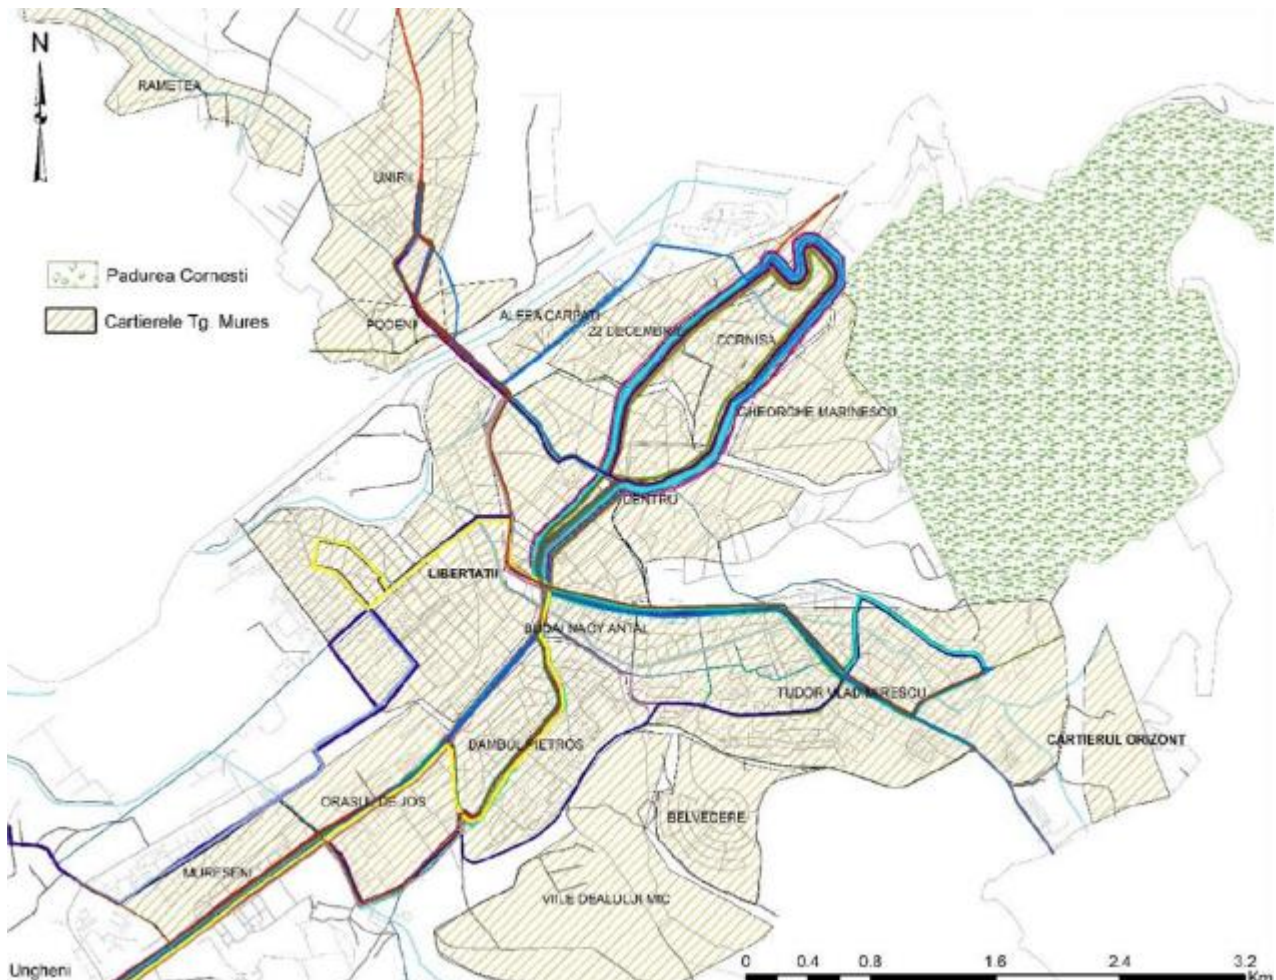 N
RAMETEA
UNIRII
Padurea Cornesti
Cartierele Tg. Mures
PODENI
ALEEA CARPATI
22 DECEMBRIE
CORNISA
GHEORGHE MARINESCU
CENTRU
LIBERTATII
BUDAI NAGY ANTAL
TUDOR VLADIMIRESCU
DAMBUL PIETROS
CARTIERUL ORIZONT
ORASUL DE JOS
BELVEDERE
MURESENI
VIILE DEALULUI MIC
Ungheni
0 0.4 0.8 1.6 2.4 3.2
Km